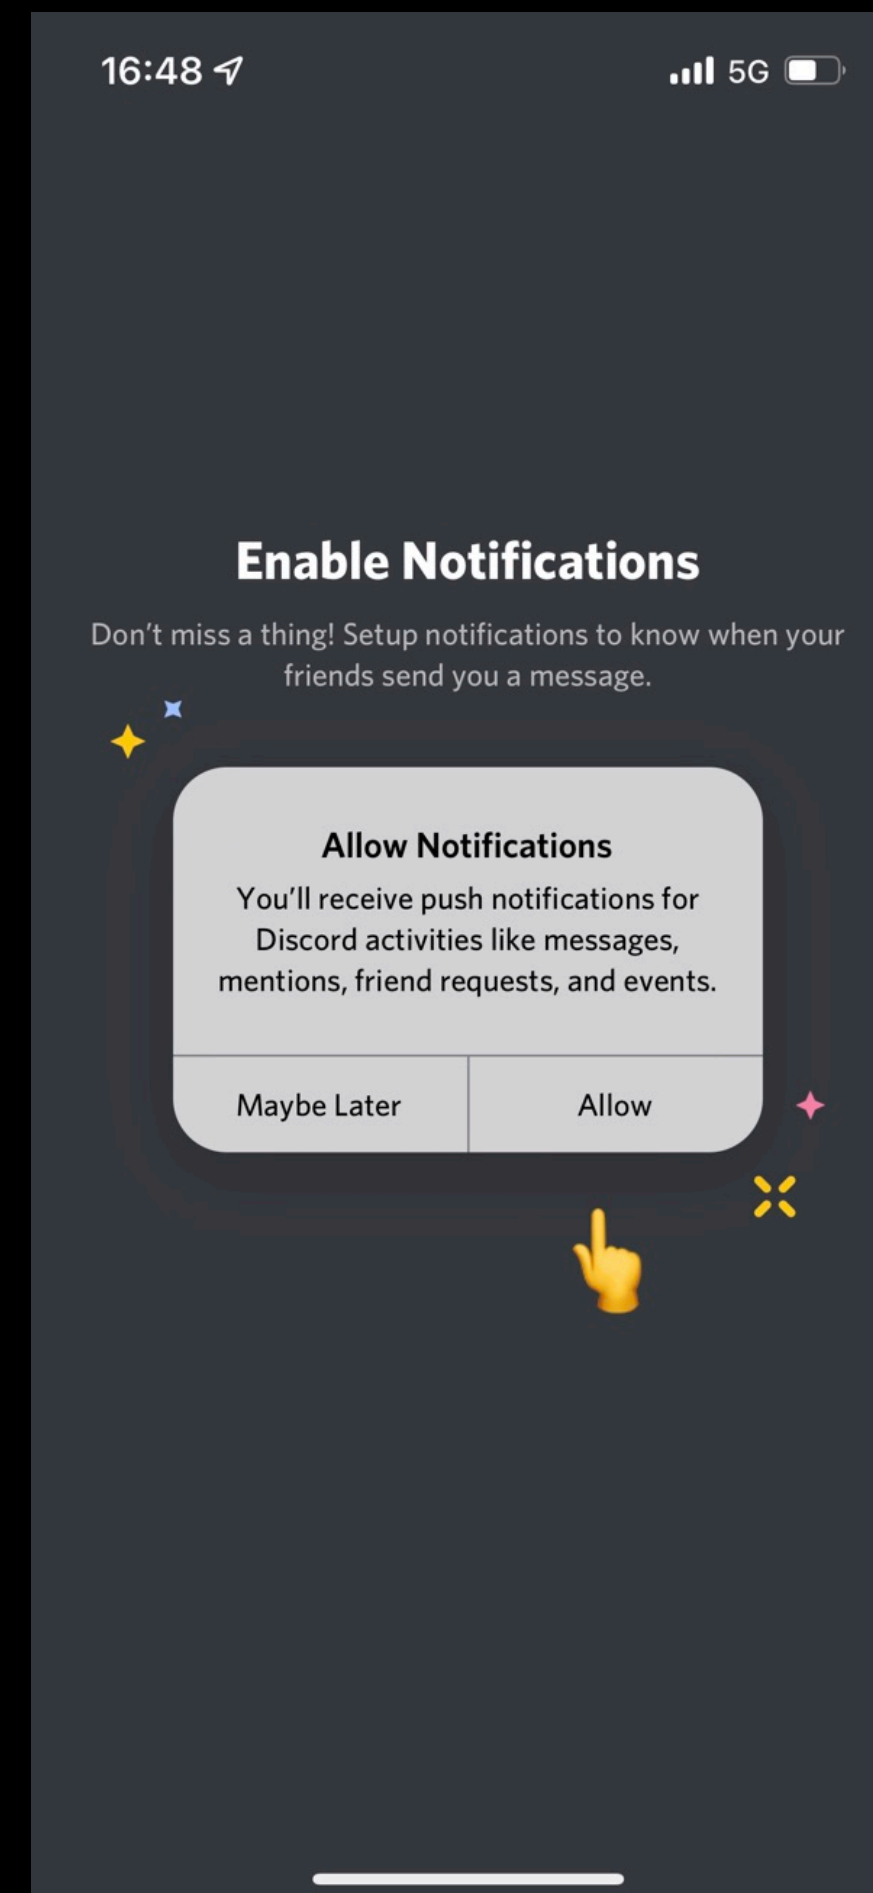 16:48
5G
Enable Notifications
Don't miss a thing! Setup notifications to know when your
friends send you a message.
Allow Notifications
You'll receive push notifications for
Discord activities like messages,
mentions, friend requests, and events.
Maybe Later
Allow